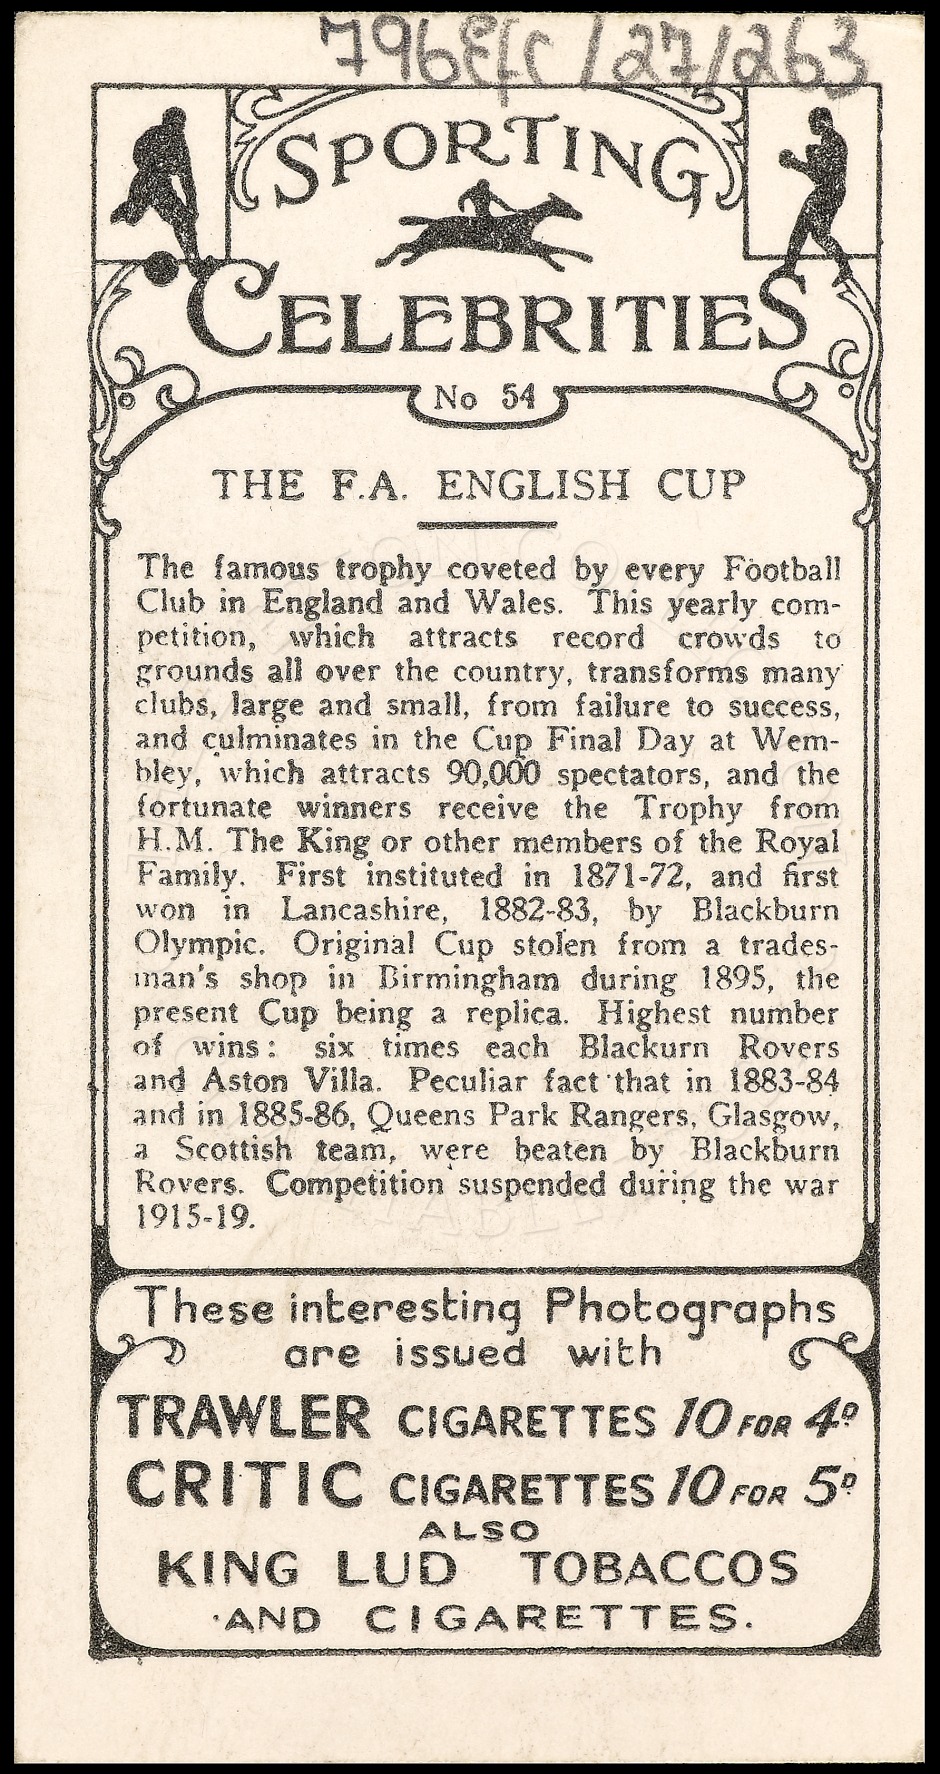 796EFC/27/263
SPORTING
CELEBRITIES
No 54
THE F.A. ENGLISH CUP
The famous trophy coveted by every Football
Club in England and Wales. This yearly com-
petition, which attracts record crowds to
grounds all over the country, transforms many
clubs, large and small, from failure to success,
and culminates in the Cup Final Day at Wem-
bley, which attracts 90,000 spectators, and the
fortunate winners receive the Trophy from
H.M. The King or other members of the Royal
Family. First instituted in 1871-72, and first
won in Lancashire, 1882-83, by Blackburn
Olympic. Original Cup stolen from a trades-
man's shop in Birmingham during 1895, the
present Cup being a replica. Highest number
of wins: six times each Blackurn Rovers
and Aston Villa. Peculiar fact that in 1883-84
and in 1885-86, Queens Park Rangers, Glasgow,
a Scottish team, were beaten by Blackburn
Rovers. Competition suspended during the war
1915-19.
These interesting Photographs
are issued with
TRAWLER CIGARETTES 10 FOR 4D
CRITIC CIGARETTES 10 FOR 5D
ALSO
KING LUD TOBACCOS
AND CIGARETTES.